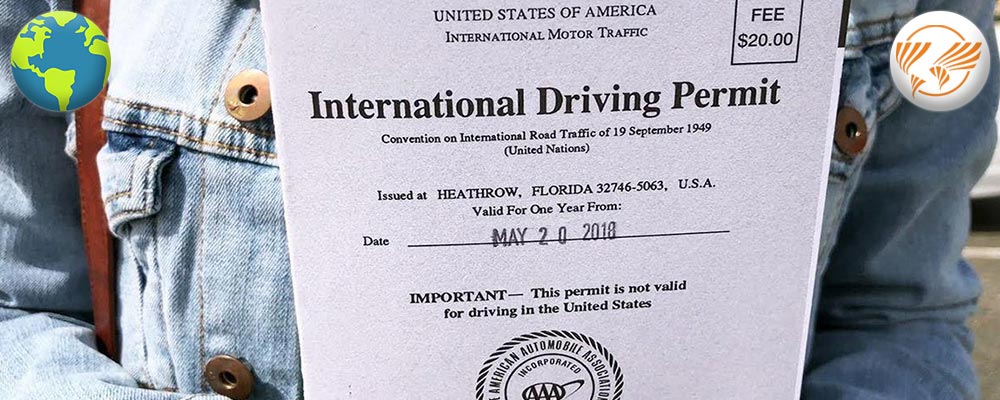 UNITED STATES OF AMERICA
INTERNATIONAL MOTOR TRAFFIC
FEE
$20.00
International Driving Permit
Convention on International Road Traffic of 19 September 1949
(United Nations)
Issued at HEATHROW, FLORIDA 32746-5063, U.S.A.
Valid For One Year From:
Date MAY 20 2018
IMPORTANT— This permit is not valid
for driving in the United States
AMERICAN AUTOMOBILE ASSOCIATION
INCORPORATED
AAA